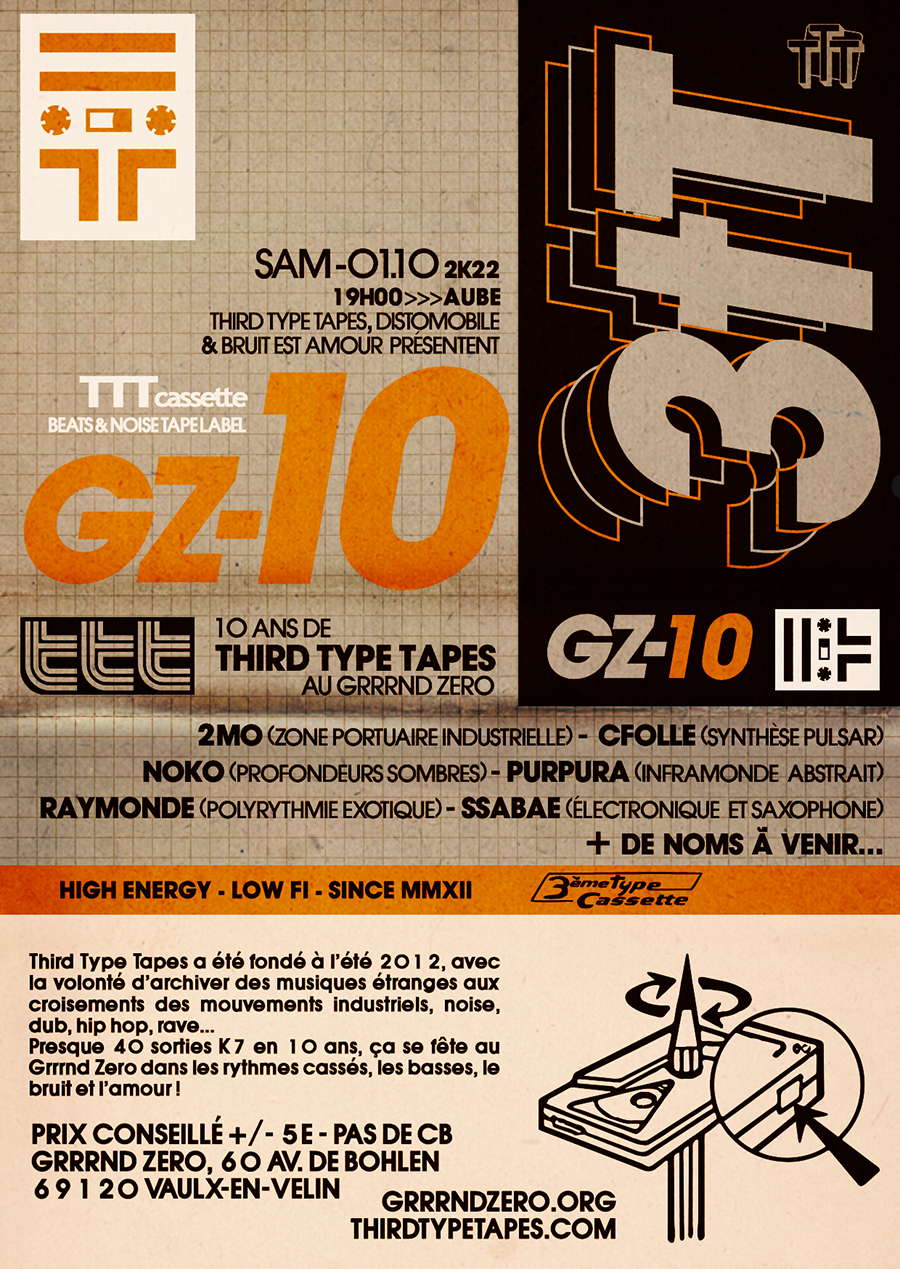 SAM-01.10 2K22
19H00>>>AUBE
THIRD TYPE TAPES, DISTOMOBILE
& BRUIT EST AMOUR PRÉSENTENT
TTT cassette
BEATS & NOISE TAPE LABEL
GZ-10
ttt
10 ANS DE
THIRD TYPE TAPES
AU GRRRND ZERO
TTT
3tT
GZ-10
2MO (ZONE PORTUAIRE INDUSTRIELLE) - CFOLLE (SYNTHÈSE PULSAR)
NOKO (PROFONDEURS SOMBRES) - PURPURA (INFRAMONDE ABSTRAIT)
RAYMONDE (POLYRYTHMIE EXOTIQUE) - SSABAE (ÉLECTRONIQUE ET SAXOPHONE)
+ DE NOMS À VENIR...
HIGH ENERGY - LOW FI - SINCE MMXII
3èmeType
Cassette
Third Type Tapes a été fondé à l'été 2012, avec
la volonté d'archiver des musiques étranges aux
croisements des mouvements industriels, noise,
dub, hip hop, rave...
Presque 40 sorties K7 en 10 ans, ça se fête au
Grrrnd Zero dans les rythmes cassés, les basses, le
bruit et l'amour !
PRIX CONSEILLÉ +/- 5E - PAS DE CB
GRRRND ZERO, 60 AV. DE BOHLEN
69120 VAULX-EN-VELIN
GRRRNDZERO.ORG
THIRDTYPETAPES.COM